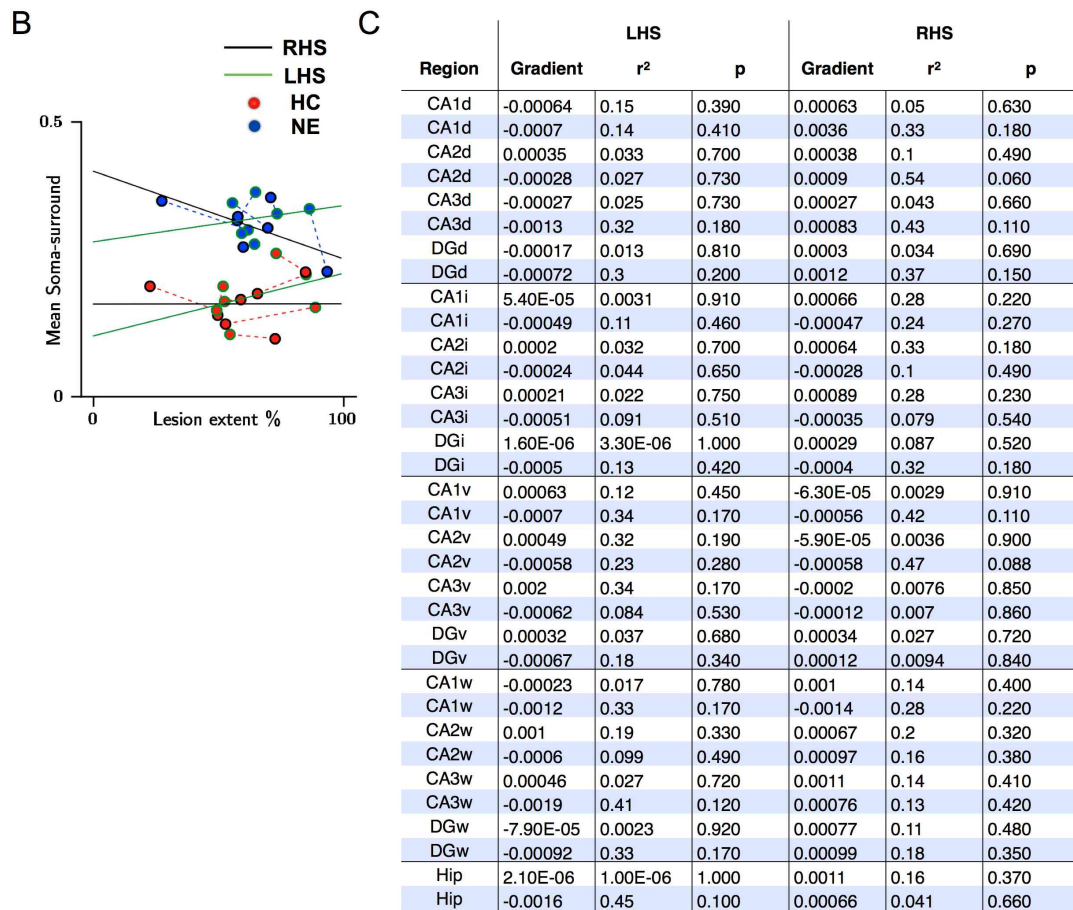 B
RHS
LHS
HC
NE
0.5
Mean Soma-surround
0
0 Lesion extent % 100
C
LHS RHS
Region Gradient r² p Gradient r² p
CA1d -0.00064 0.15 0.390 0.00063 0.05 0.630
CA1d -0.0007 0.14 0.410 0.0036 0.33 0.180
CA2d 0.00035 0.033 0.700 0.00038 0.1 0.490
CA2d -0.00028 0.027 0.730 0.0009 0.54 0.060
CA3d -0.00027 0.025 0.730 0.00027 0.043 0.660
CA3d -0.0013 0.32 0.180 0.00083 0.43 0.110
DGd -0.00017 0.013 0.810 0.0003 0.034 0.690
DGd -0.00072 0.3 0.200 0.0012 0.37 0.150
CA1i 5.40E-05 0.0031 0.910 0.00066 0.28 0.220
CA1i -0.00049 0.11 0.460 -0.00047 0.24 0.270
CA2i 0.0002 0.032 0.700 0.00064 0.33 0.180
CA2i -0.00024 0.044 0.650 -0.00028 0.1 0.490
CA3i 0.00021 0.022 0.750 0.00089 0.28 0.230
CA3i -0.00051 0.091 0.510 -0.00035 0.079 0.540
DGi 1.60E-06 3.30E-06 1.000 0.00029 0.087 0.520
DGi -0.0005 0.13 0.420 -0.0004 0.32 0.180
CA1v 0.00063 0.12 0.450 -6.30E-05 0.0029 0.910
CA1v -0.0007 0.34 0.170 -0.00056 0.42 0.110
CA2v 0.00049 0.32 0.190 -5.90E-05 0.0036 0.900
CA2v -0.00058 0.23 0.280 -0.00058 0.47 0.088
CA3v 0.002 0.34 0.170 -0.0002 0.0076 0.850
CA3v -0.00062 0.084 0.530 -0.00012 0.007 0.860
DGv 0.00032 0.037 0.680 0.00034 0.027 0.720
DGv -0.00067 0.18 0.340 0.00012 0.0094 0.840
CA1w -0.00023 0.017 0.780 0.001 0.14 0.400
CA1w -0.0012 0.33 0.170 -0.0014 0.28 0.220
CA2w 0.001 0.19 0.330 0.00067 0.2 0.320
CA2w -0.0006 0.099 0.490 0.00097 0.16 0.380
CA3w 0.00046 0.027 0.720 0.0011 0.14 0.410
CA3w -0.0019 0.41 0.120 0.00076 0.13 0.420
DGw -7.90E-05 0.0023 0.920 0.00077 0.11 0.480
DGw -0.00092 0.33 0.170 0.00099 0.18 0.350
Hip 2.10E-06 1.00E-06 1.000 0.0011 0.16 0.370
Hip -0.0016 0.45 0.100 0.00066 0.041 0.660